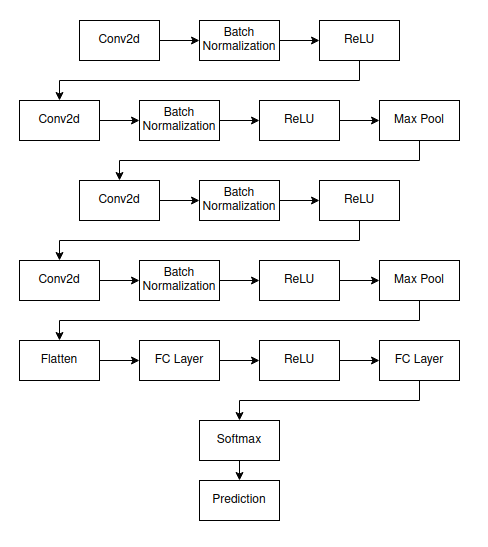 Conv2d
Batch
Normalization
ReLU
Conv2d
Batch
Normalization
ReLU
Max Pool
Conv2d
Batch
Normalization
ReLU
Conv2d
Batch
Normalization
ReLU
Max Pool
Flatten
FC Layer
ReLU
FC Layer
Softmax
Prediction